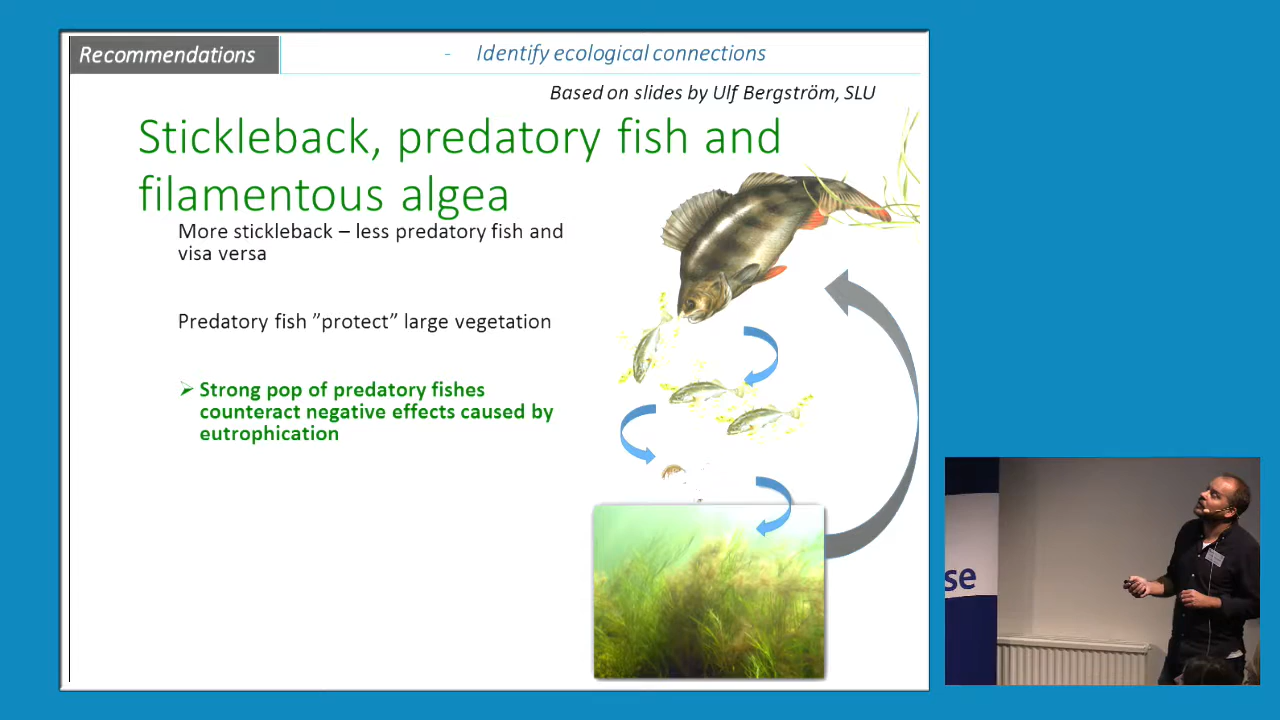 Recommendations
- Identify ecological connections
Based on slides by Ulf Bergström, SLU
Stickleback, predatory fish and
filamentous algea
More stickleback – less predatory fish and
visa versa
Predatory fish ”protect” large vegetation
➢ Strong pop of predatory fishes
counteract negative effects caused by
eutrophication
se